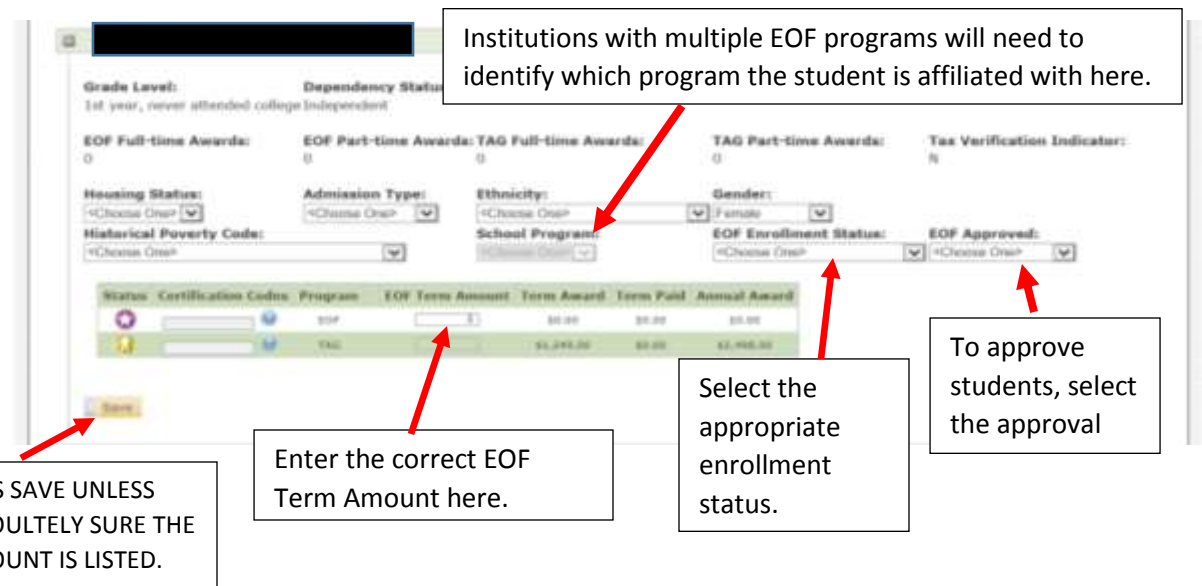 Institutions with multiple EOF programs will need to
identify which program the student is affiliated with here.
Grade Level: Dependency Status
1st year, never attended college Independent
EOF Full-time Awards: EOF Part-time Awards: TAG Full-time Awards: TAG Part-time Awards: Tax Verification Indicator:
0 0 0 0 N
Housing Status: Admission Type: Ethnicity: Gender:
<Choose One> <Choose One> <Choose One> Female
Historical Poverty Code: School Program: EOF Enrollment Status: EOF Approved:
<Choose One> <Choose One> <Choose One> <Choose One>
Status Certification Codes Program EOF Term Amount Term Award Term Paid Annual Award
EOF $0.00 $0.00 $0.00
TAG $0.00
Save
To approve
students, select
the approval
Select the
appropriate
enrollment
status.
Enter the correct EOF
Term Amount here.
S SAVE UNLESS
OULTELY SURE THE
OUNT IS LISTED.